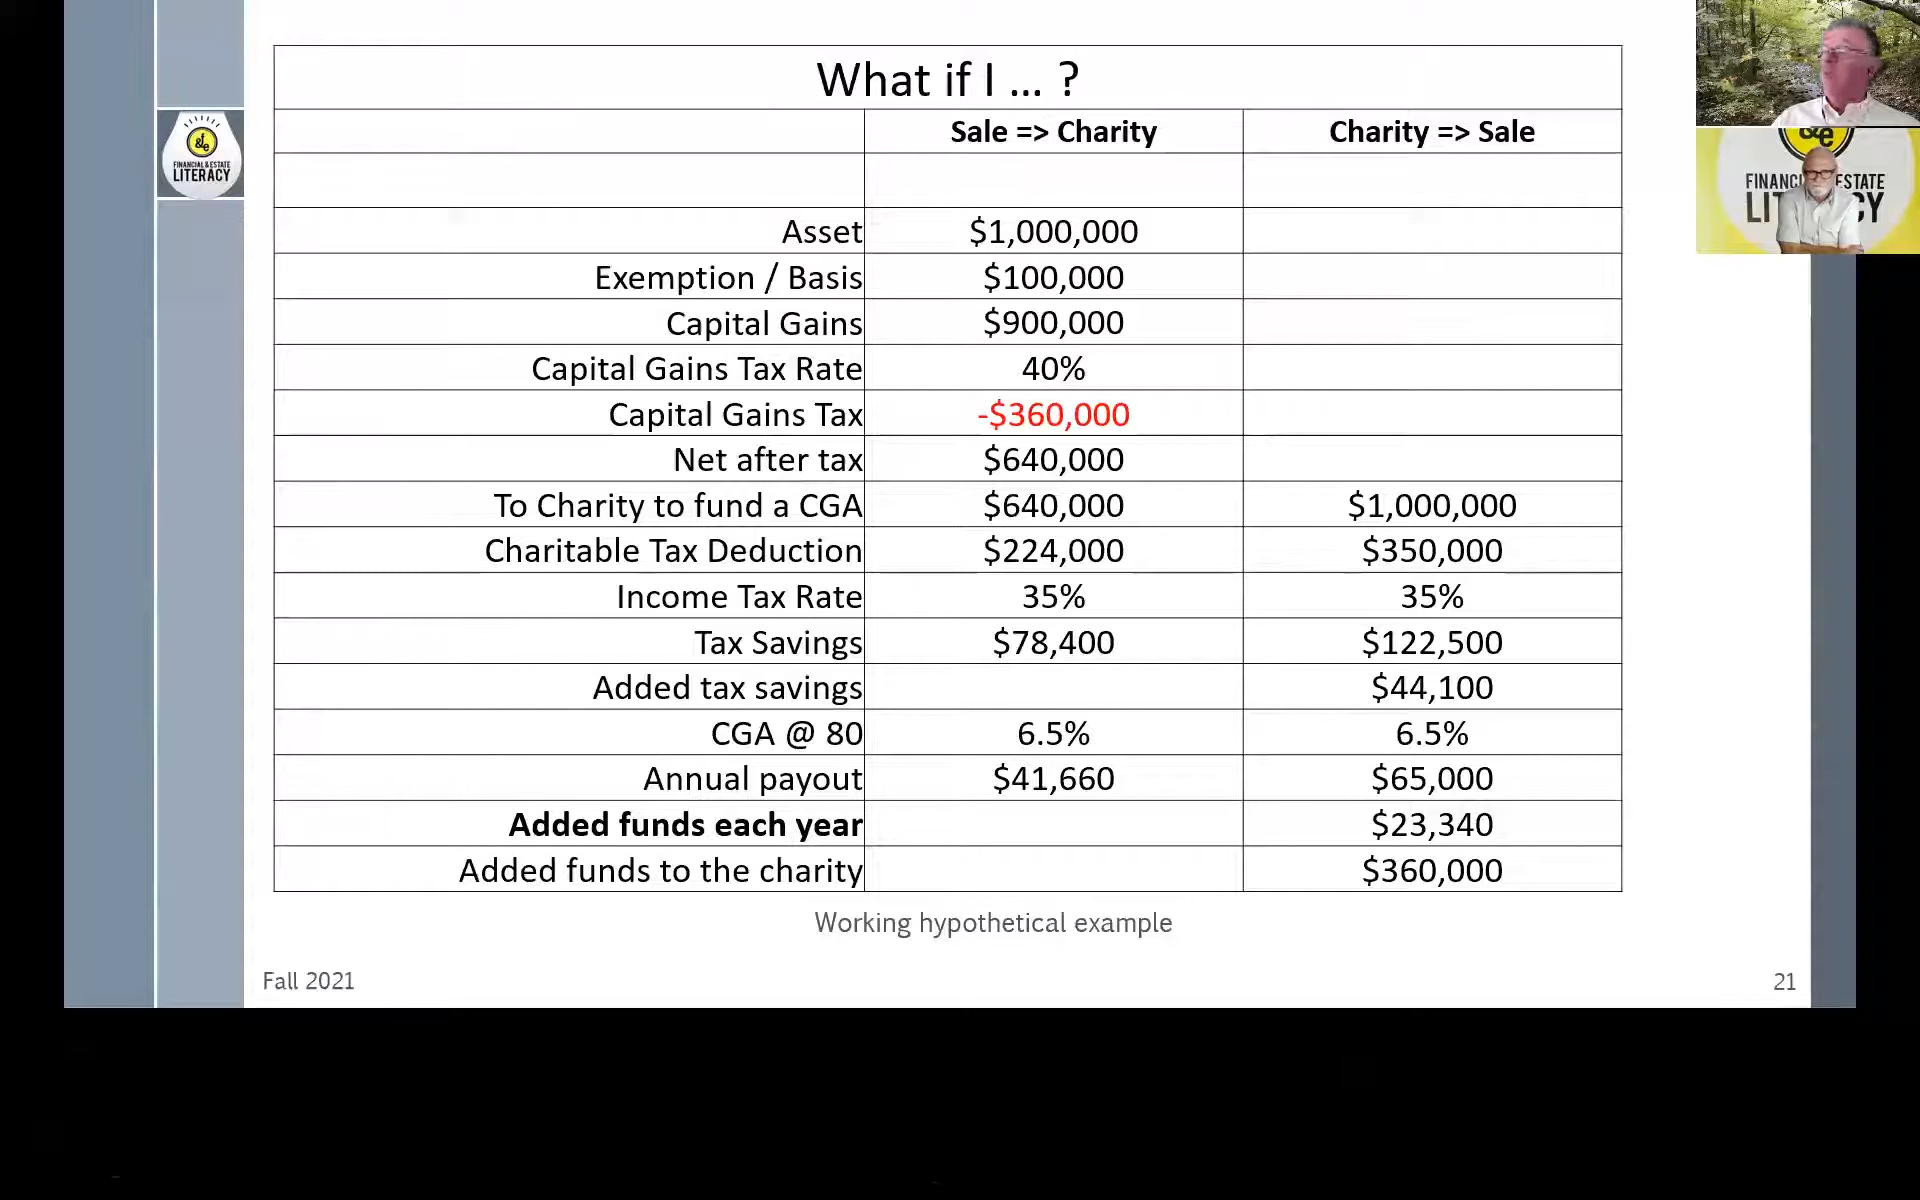 What if I ... ?
Sale => Charity Charity => Sale
Asset $1,000,000
Exemption / Basis $100,000
Capital Gains $900,000
Capital Gains Tax Rate 40%
Capital Gains Tax -$360,000
Net after tax $640,000
To Charity to fund a CGA $640,000 $1,000,000
Charitable Tax Deduction $224,000 $350,000
Income Tax Rate 35% 35%
Tax Savings $78,400 $122,500
Added tax savings $44,100
CGA @ 80 6.5% 6.5%
Annual payout $41,660 $65,000
Added funds each year $23,340
Added funds to the charity $360,000
Working hypothetical example
Fall 2021
21
f&e
FINANCIAL & ESTATE
LITERACY
FINANC ESTATE
LIT CY